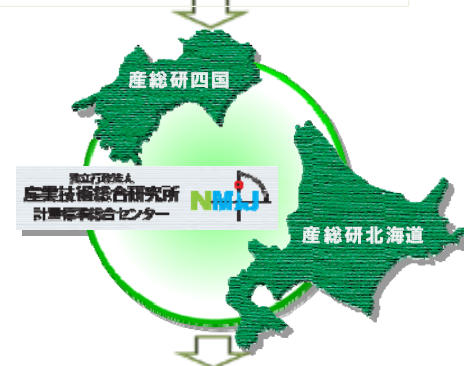 産総研四国
独立行政法人
産業技術総合研究所
計量標準総合センター
NMIJ
産総研北海道